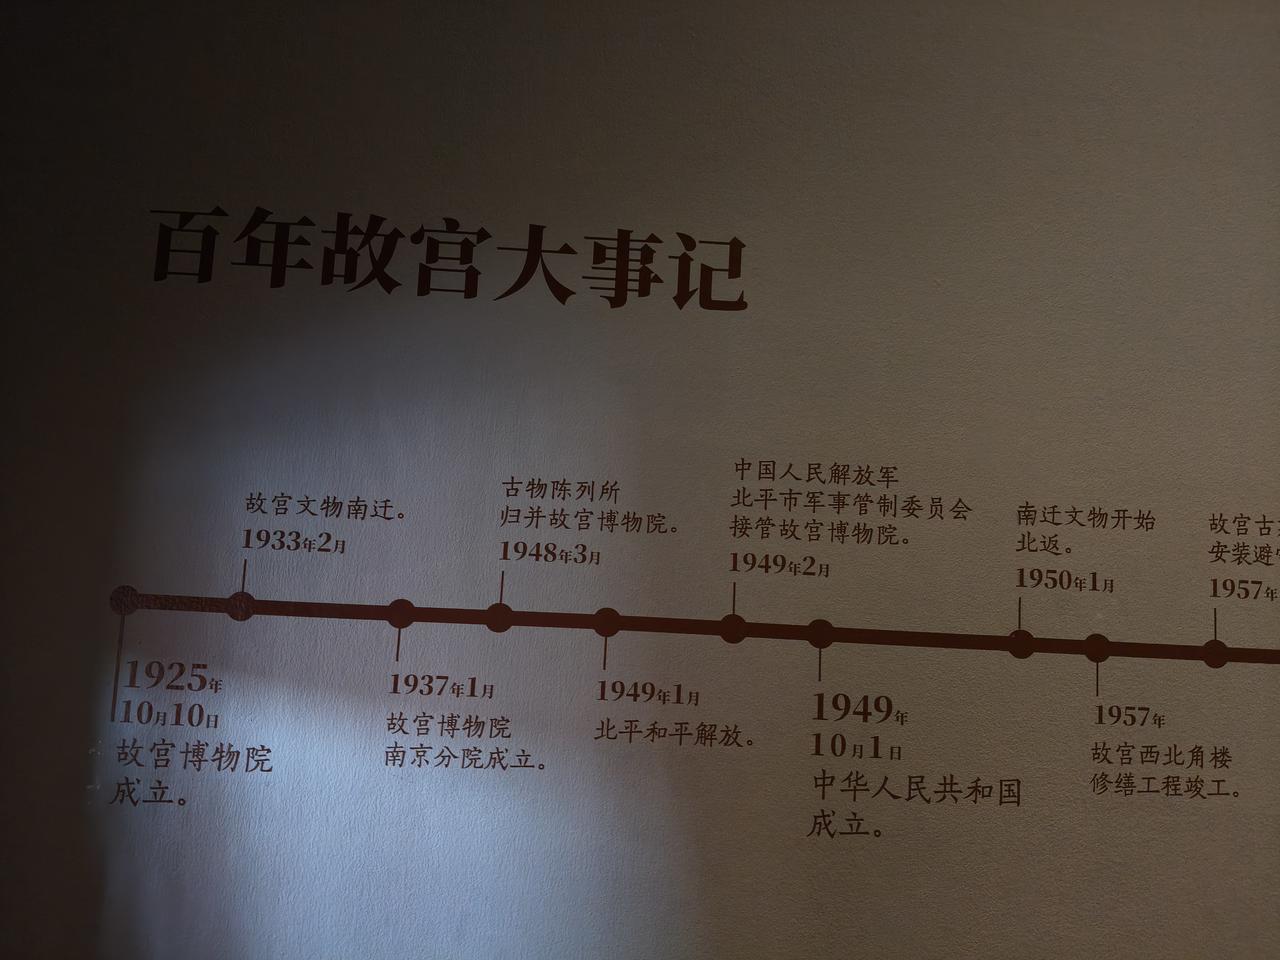 百年故宫大事记
故宫文物南迁。
1933年2月
古物陈列所
归并故宫博物院。
1948年3月
中国人民解放军
北平市军事管制委员会
接管故宫博物院。
1949年2月
南迁文物开始
北返。
1950年1月
故宫古
安装避
1957年
1925年
10月10日
故宫博物院
成立。
1937年1月
故宫博物院
南京分院成立。
1949年1月
北平和平解放。
1949年
10月1日
中华人民共和国
成立。
1957年
故宫西北角楼
修缮工程竣工。